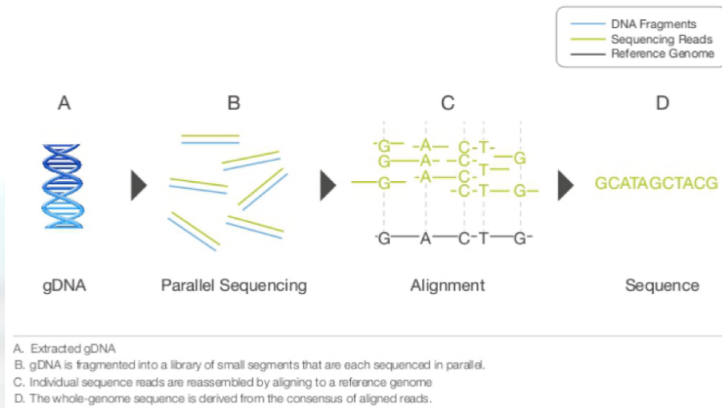 DNA Fragments
Sequencing Reads
Reference Genome
A B C D
-G- -A- -C-T-
G A- C G
-A- C T
-G- -C-T G-
GCATAGCTACG
-G-A-C-T-G-
gDNA Parallel Sequencing Alignment Sequence
A. Extracted gDNA
B. gDNA is fragmented into a library of small segments that are each sequenced in parallel.
C. Individual sequence reads are reassembled by aligning to a reference genome
D. The whole-genome sequence is derived from the consensus of aligned reads.